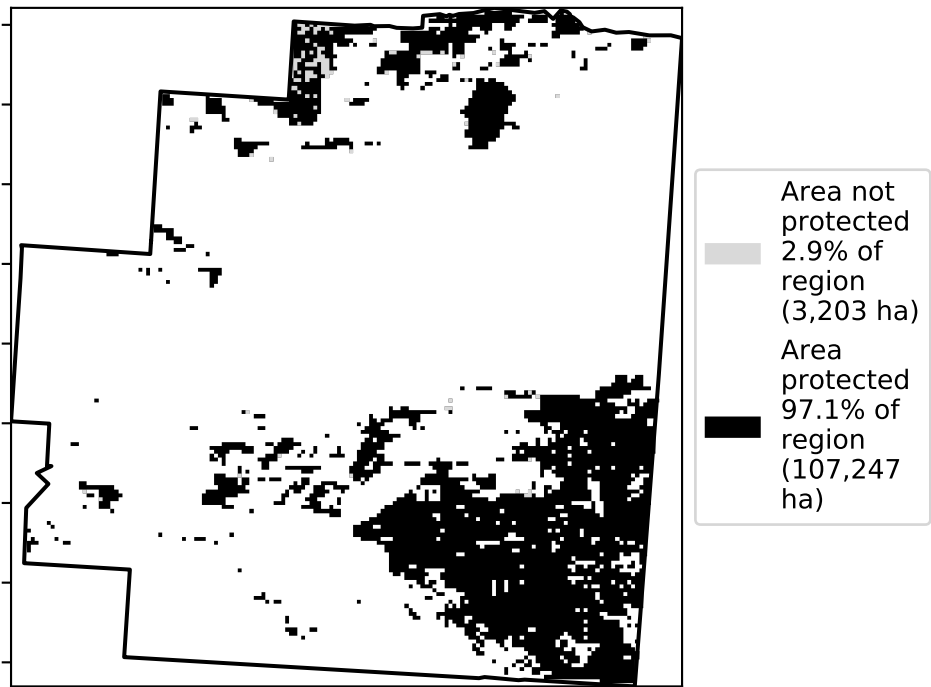 Area not
protected
2.9% of
region
(3,203 ha)
Area
protected
97.1% of
region
(107,247
ha)